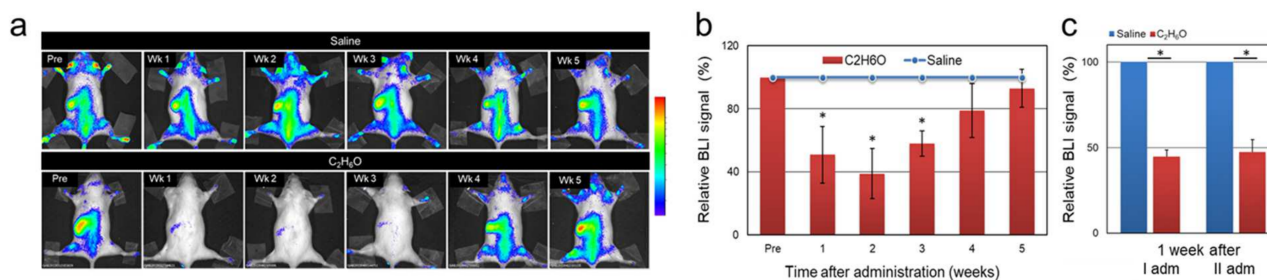 a
Saline
Pre
Wk 1
Wk 2
Wk 3
Wk 4
Wk 5
C₂H₆O
Pre
Wk 1
Wk 2
Wk 3
Wk 4
Wk 5
b
Relative BLI signal (%)
120
80
40
0
C2H6O
Saline
*
*
*
Pre
1
2
3
4
5
Time after administration (weeks)
c
Saline
C₂H₆O
Relative BLI signal (%)
100
50
0
*
*
1 week after
I adm
II adm